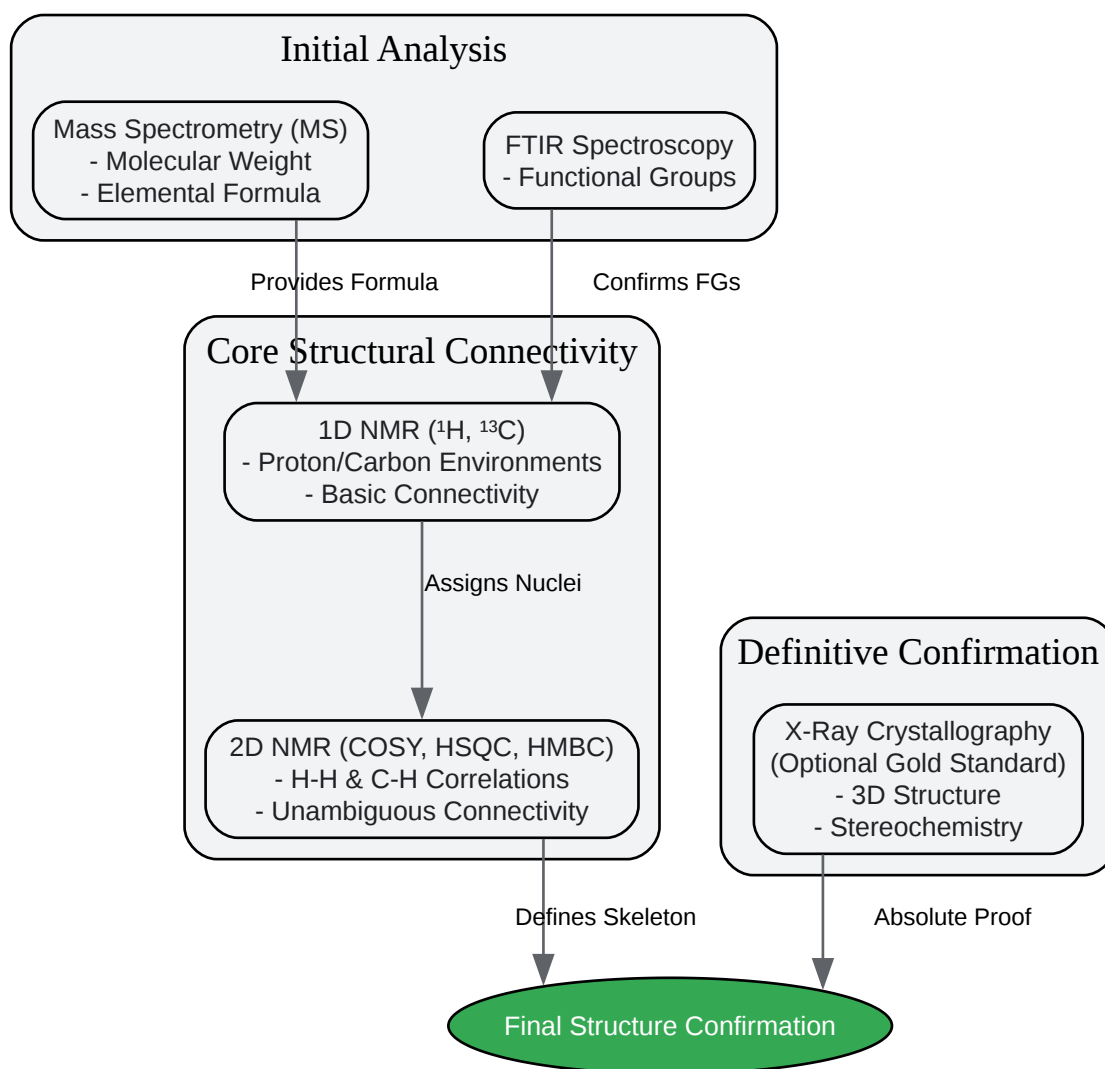 Initial Analysis
Mass Spectrometry (MS)
- Molecular Weight
- Elemental Formula
FTIR Spectroscopy
- Functional Groups
Provides Formula
Confirms FGs
Core Structural Connectivity
1D NMR (¹H, ¹³C)
- Proton/Carbon Environments
- Basic Connectivity
Assigns Nuclei
2D NMR (COSY, HSQC, HMBC)
- H-H & C-H Correlations
- Unambiguous Connectivity
Definitive Confirmation
X-Ray Crystallography
(Optional Gold Standard)
- 3D Structure
- Stereochemistry
Defines Skeleton
Absolute Proof
Final Structure Confirmation